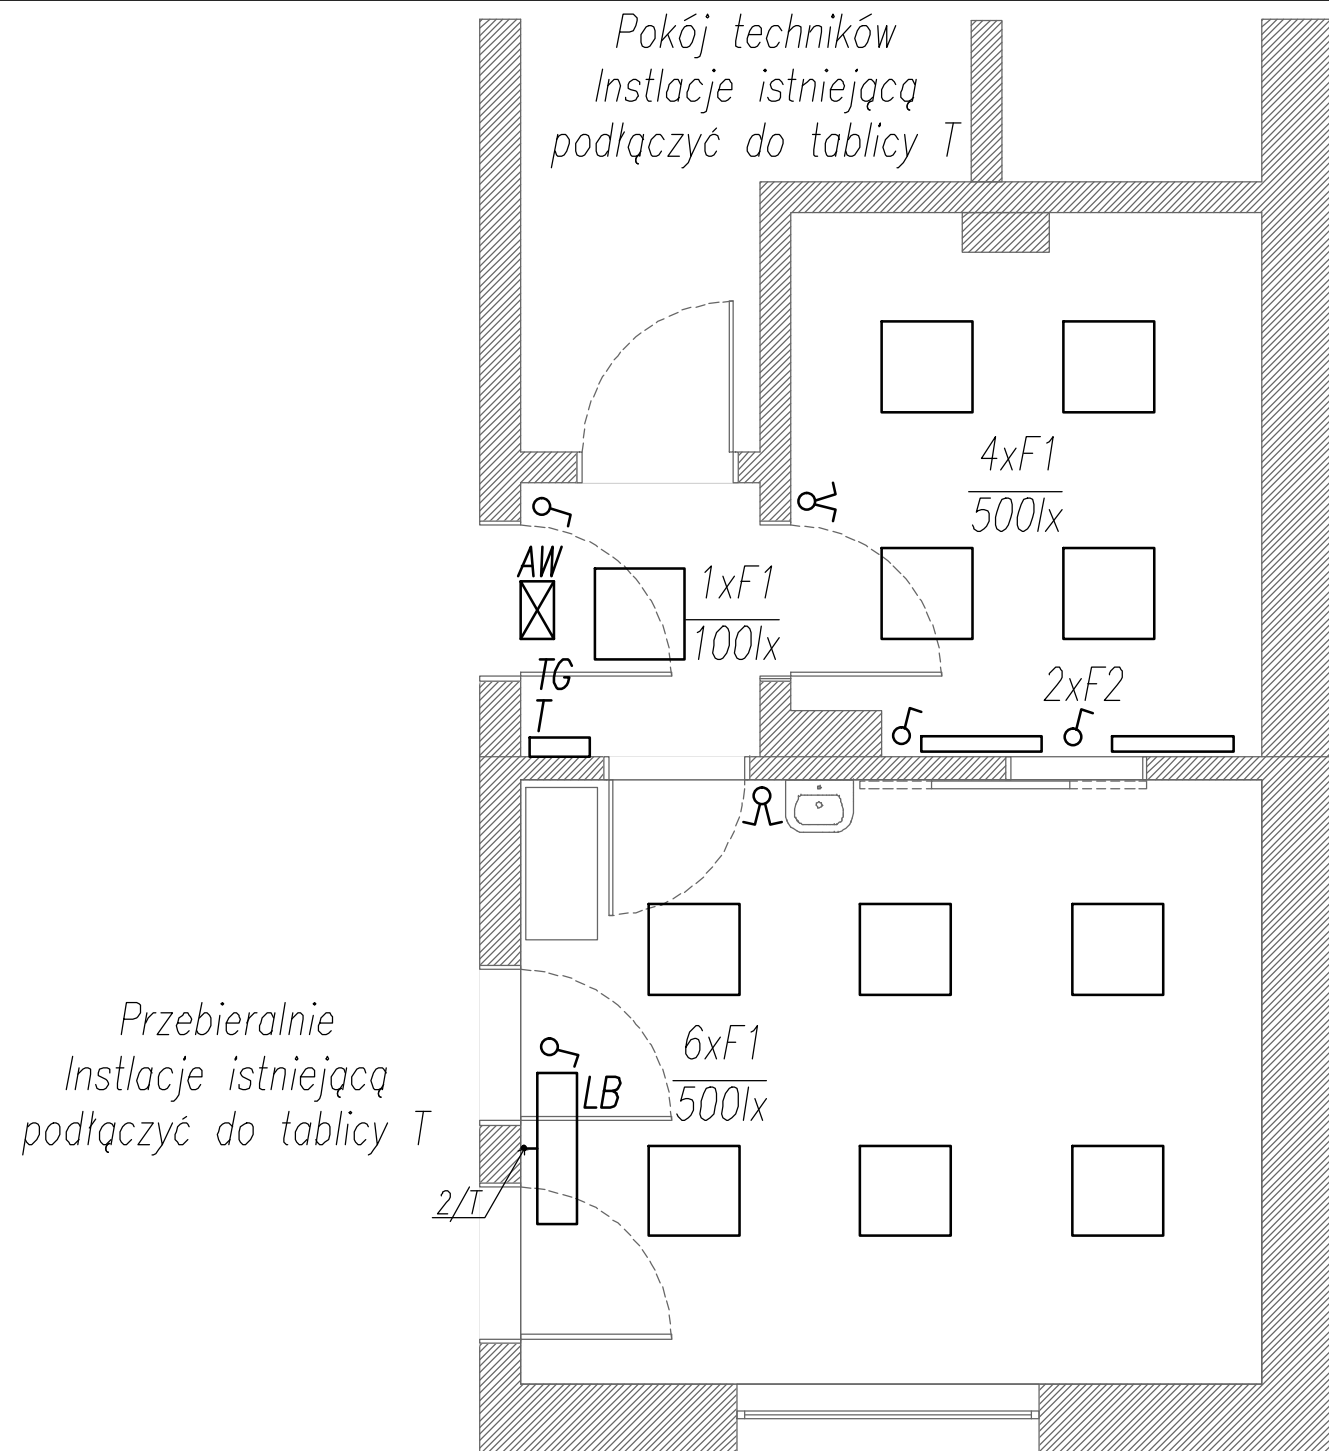 Pokój techników
Instlacje istniejącą
podłączyć do tablicy T
4xF1
500lx
AW
1xF1
100lx
TG
T
2xF2
Przebieralnie
Instlacje istniejącą
podłączyć do tablicy T
6xF1
500lx
LB
2/T